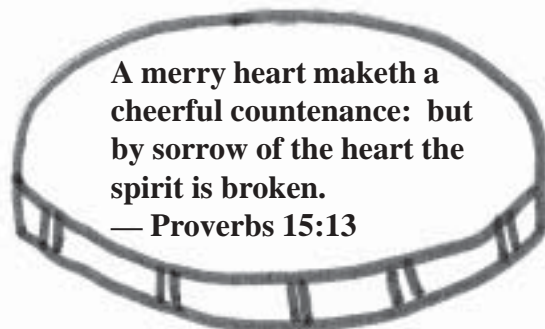 A merry heart maketh a
cheerful countenance:  but
by sorrow of the heart the
spirit is broken.
— Proverbs 15:13